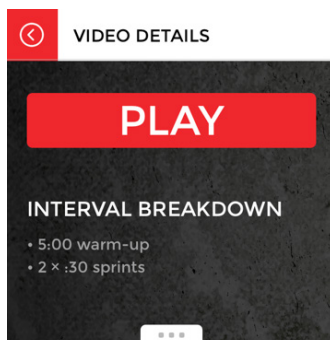 VIDEO DETAILS
PLAY
INTERVAL BREAKDOWN
• 5:00 warm-up
• 2 × :30 sprints